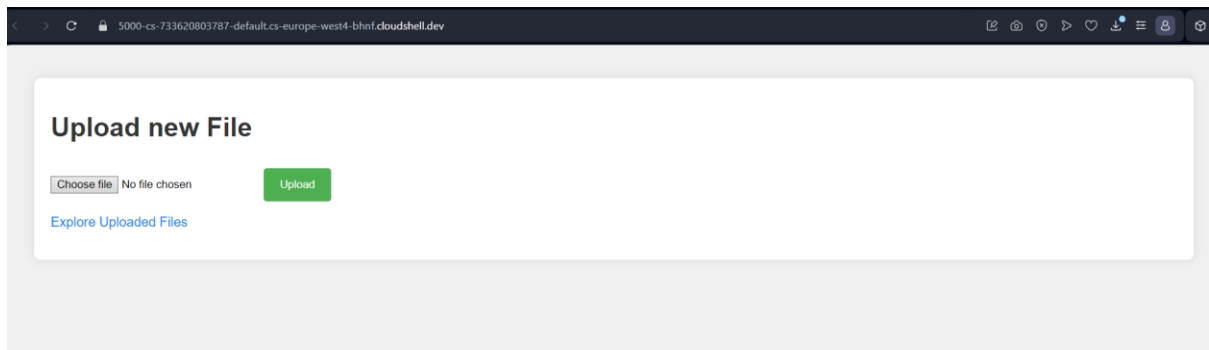 5000-cs-733620803787-default.cs-europe-west4-bhnf.cloudshell.dev
Upload new File
Choose file No file chosen Upload
Explore Uploaded Files